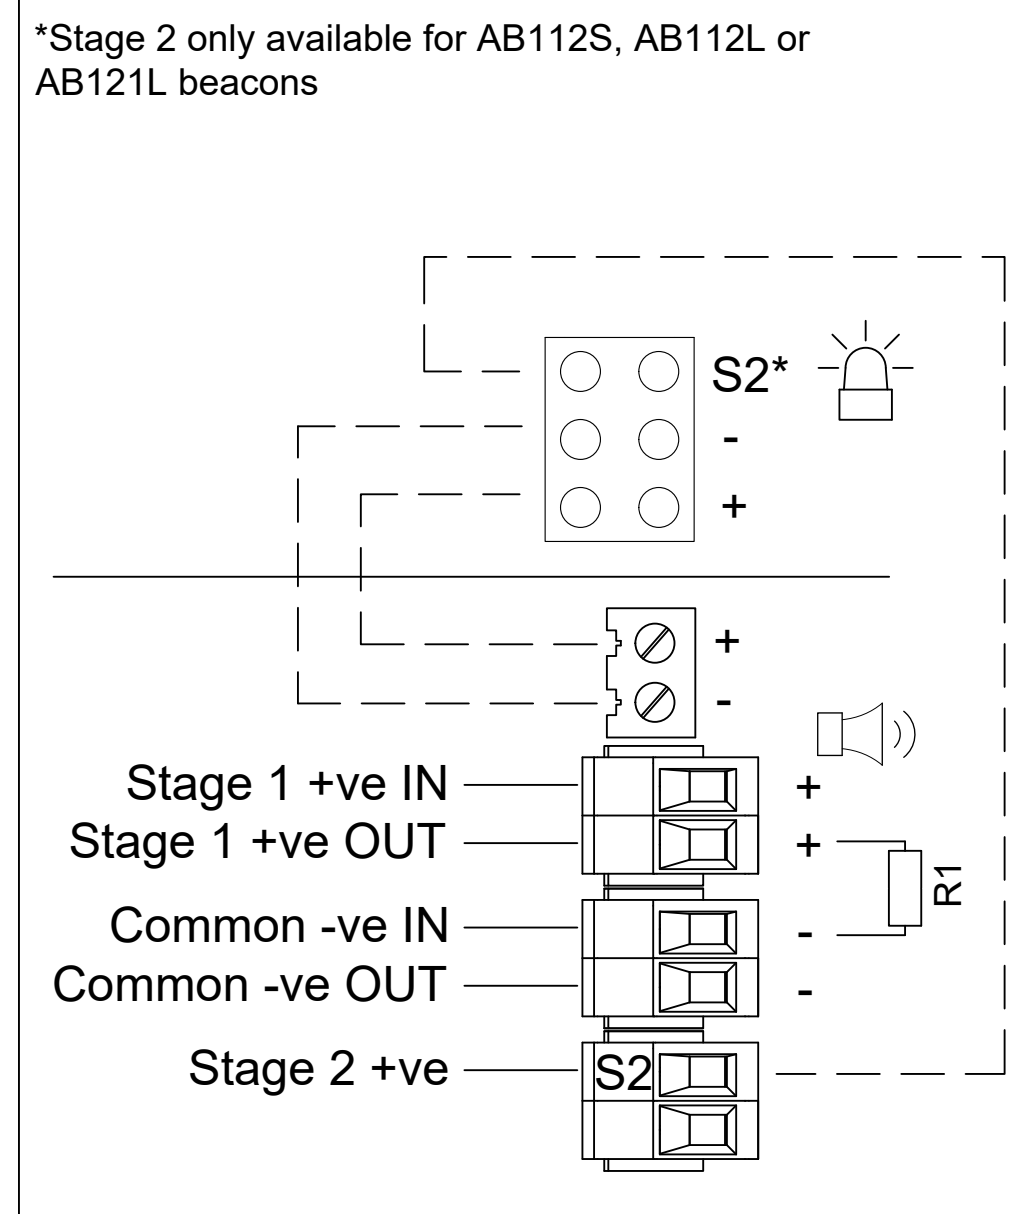 *Stage 2 only available for AB112S, AB112L or
AB121L beacons
S2*
-
+
+
-
Stage 1 +ve IN +
Stage 1 +ve OUT +
R1
Common -ve IN -
Common -ve OUT -
Stage 2 +ve S2